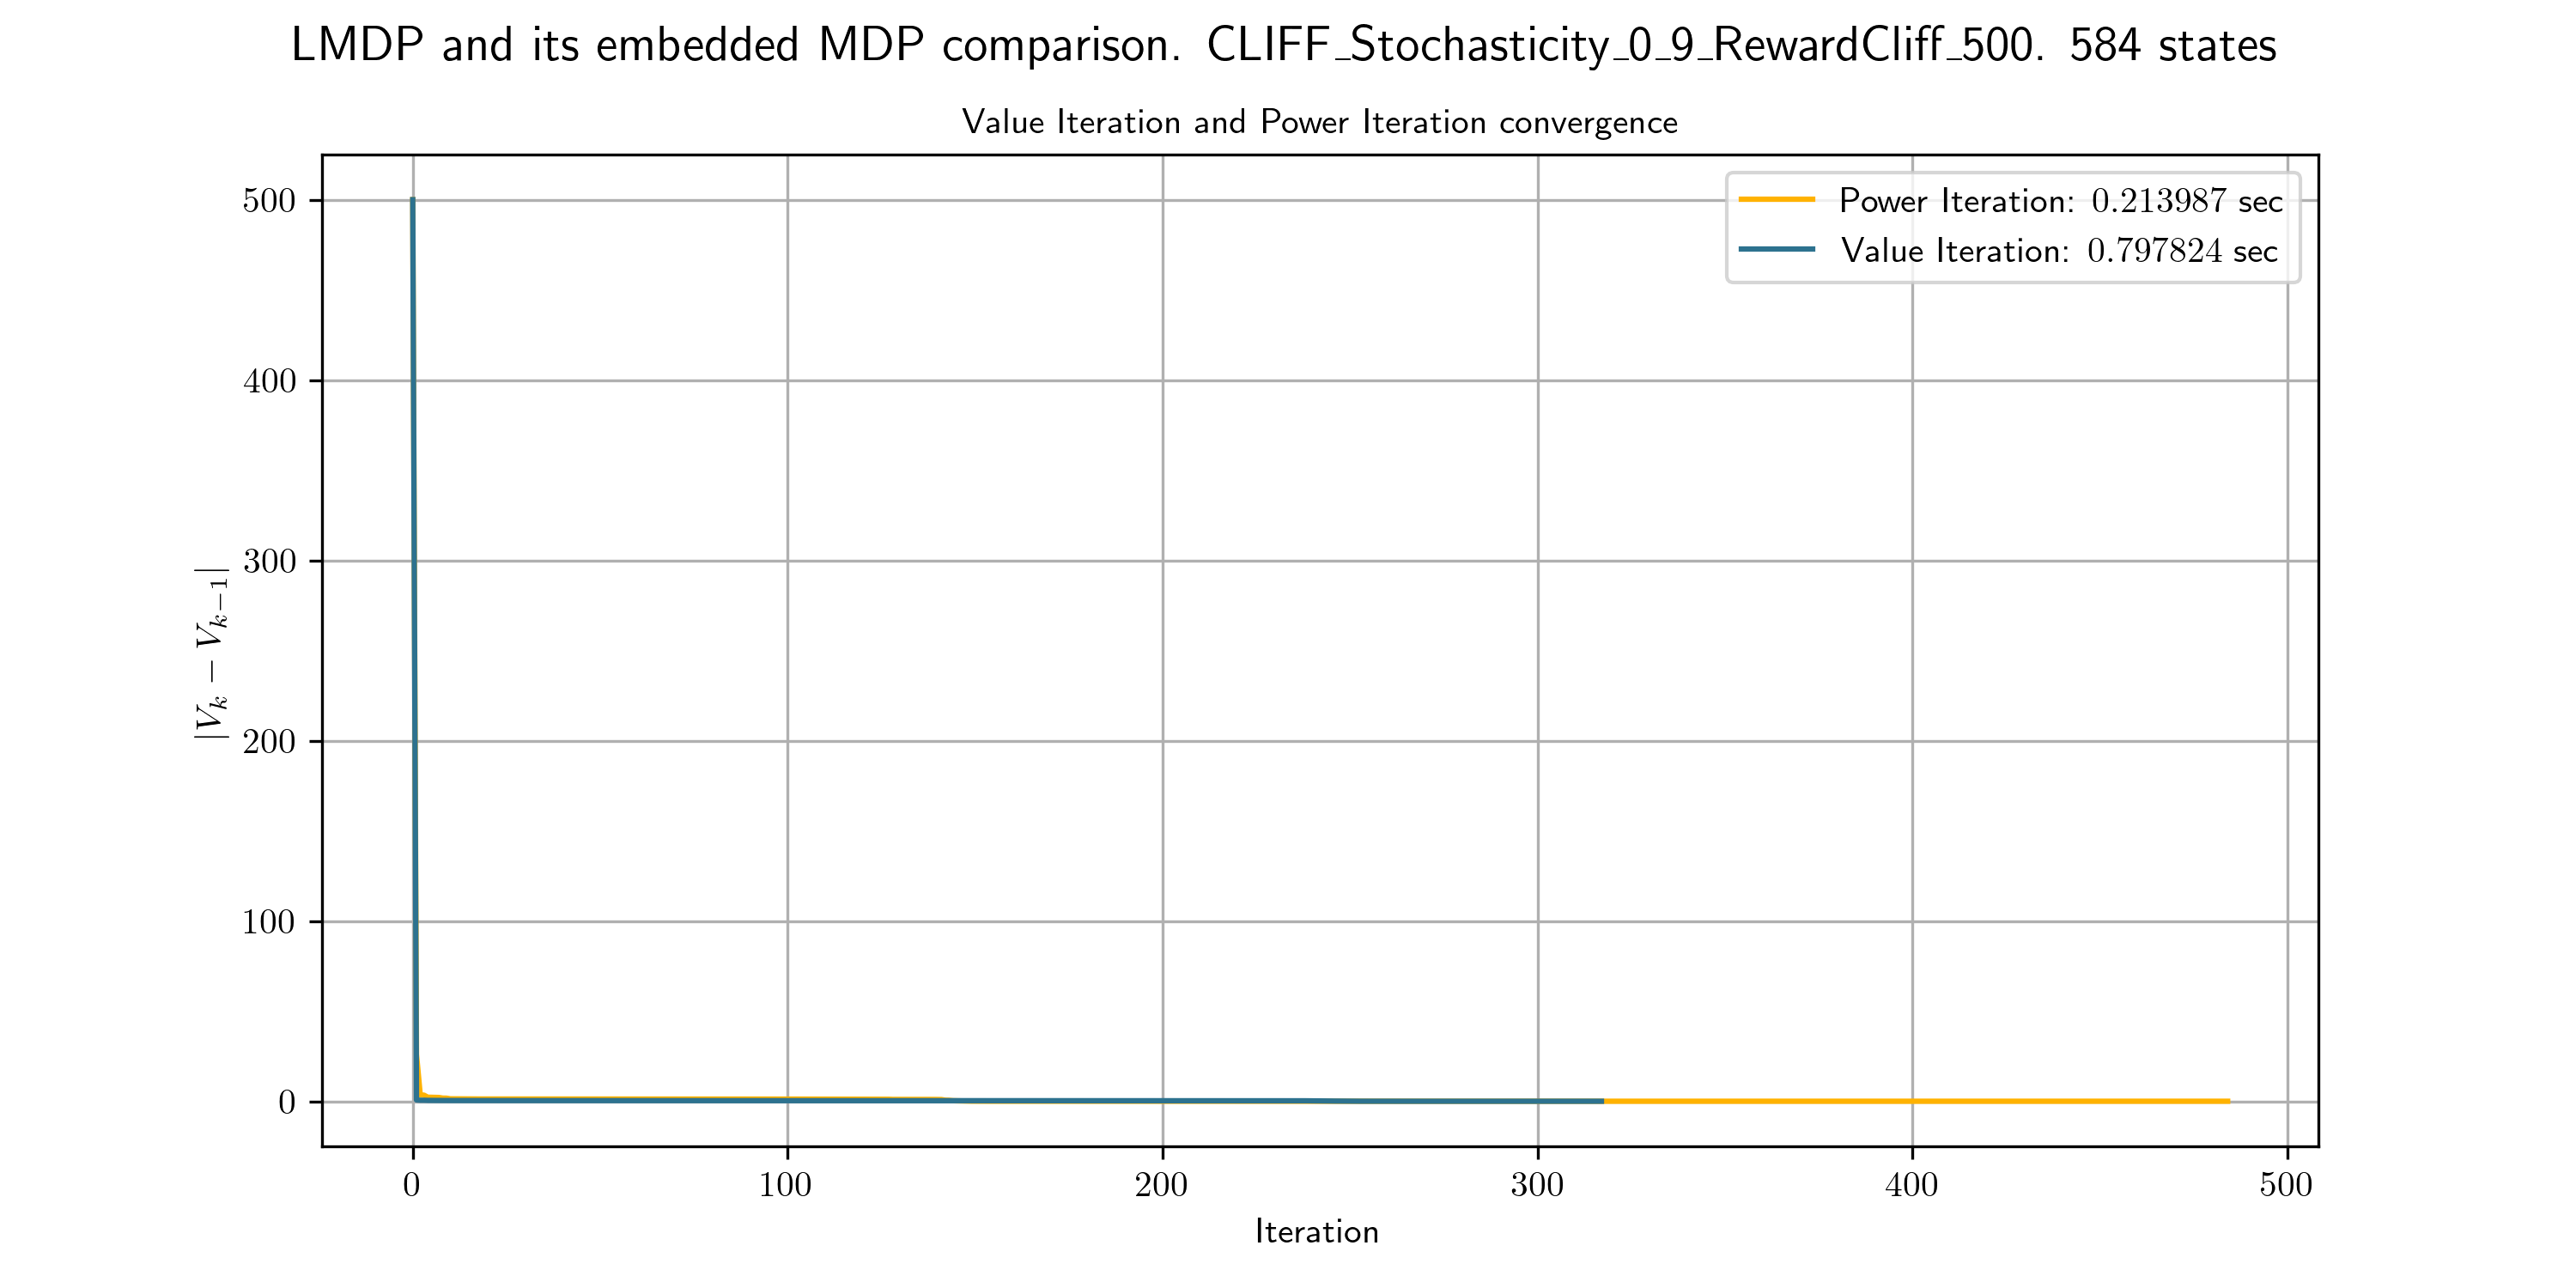 LMDP and its embedded MDP comparison. CLIFF_Stochasticity_0_9_RewardCliff_500. 584 states
Value Iteration and Power Iteration convergence
Power Iteration: 0.213987 sec
Value Iteration: 0.797824 sec
500
400
300
200
100
0
|V_k − V_{k−1}|
0 100 200 300 400 500
Iteration